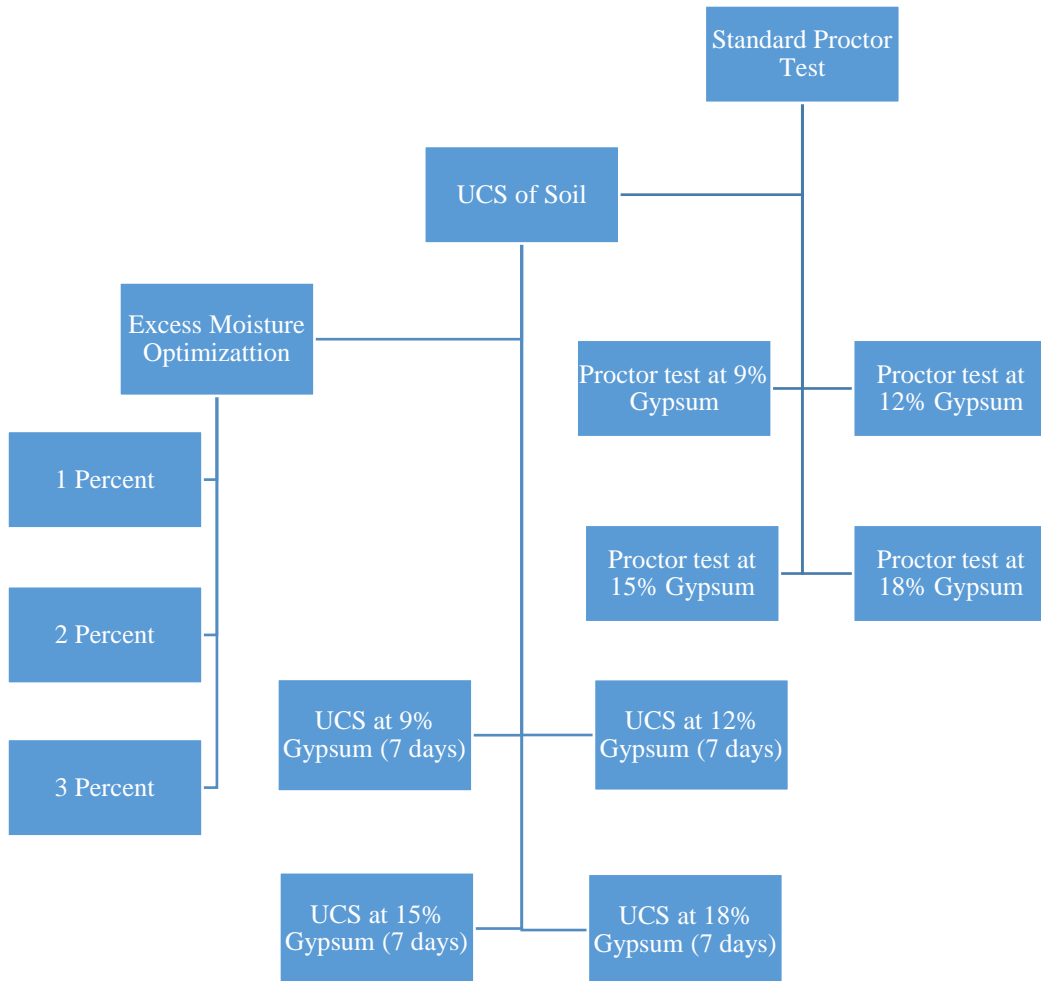 Standard Proctor
Test
UCS of Soil
Excess Moisture
Optimizattion
Proctor test at 9%
Gypsum
Proctor test at
12% Gypsum
1 Percent
Proctor test at
15% Gypsum
Proctor test at
18% Gypsum
2 Percent
UCS at 9%
Gypsum (7 days)
UCS at 12%
Gypsum (7 days)
3 Percent
UCS at 15%
Gypsum (7 days)
UCS at 18%
Gypsum (7 days)